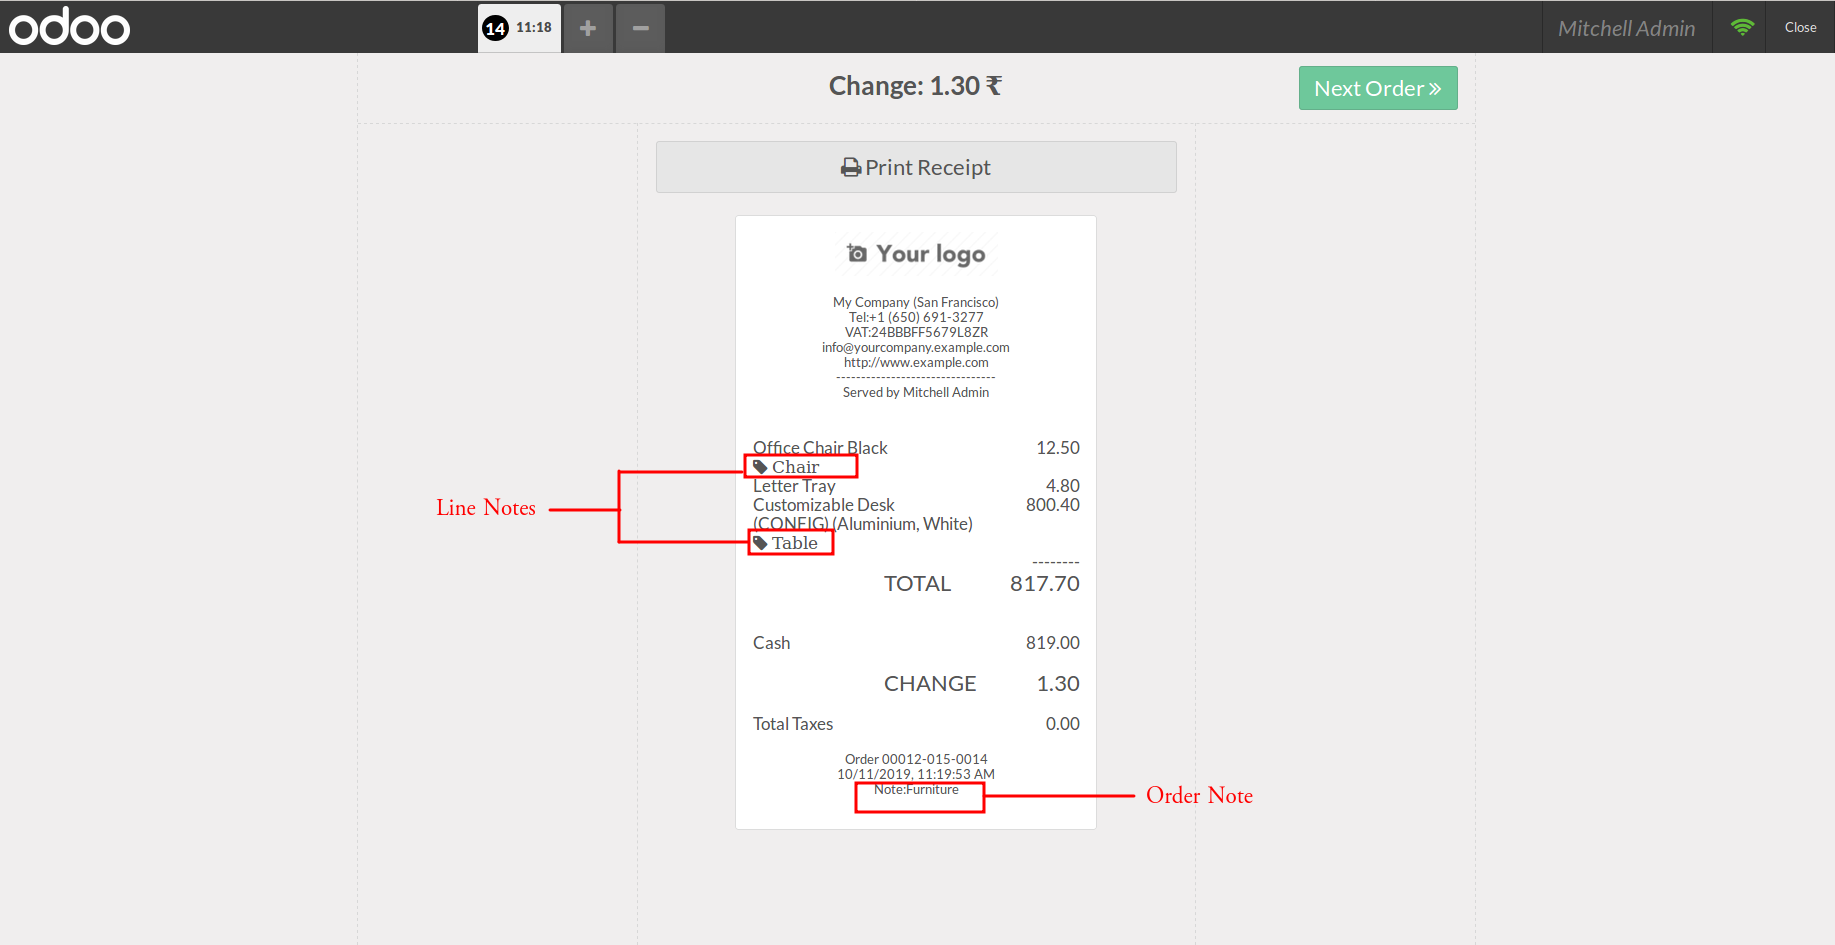 odoo
14 11:18 + −
Mitchell Admin
Close
Change: 1.30 ₹
Next Order »
Print Receipt
Your logo
My Company (San Francisco)
Tel:+1 (650) 691-3277
VAT:24BBBFF5679L8ZR
info@yourcompany.example.com
http://www.example.com
--------------------------------
Served by Mitchell Admin
Office Chair Black 12.50
Chair
Letter Tray 4.80
Customizable Desk 800.40
(CONFIG) (Aluminium, White)
Table
Line Notes
--------
TOTAL 817.70
Cash 819.00
CHANGE 1.30
Total Taxes 0.00
Order 00012-015-0014
10/11/2019, 11:19:53 AM
Note:Furniture
Order Note